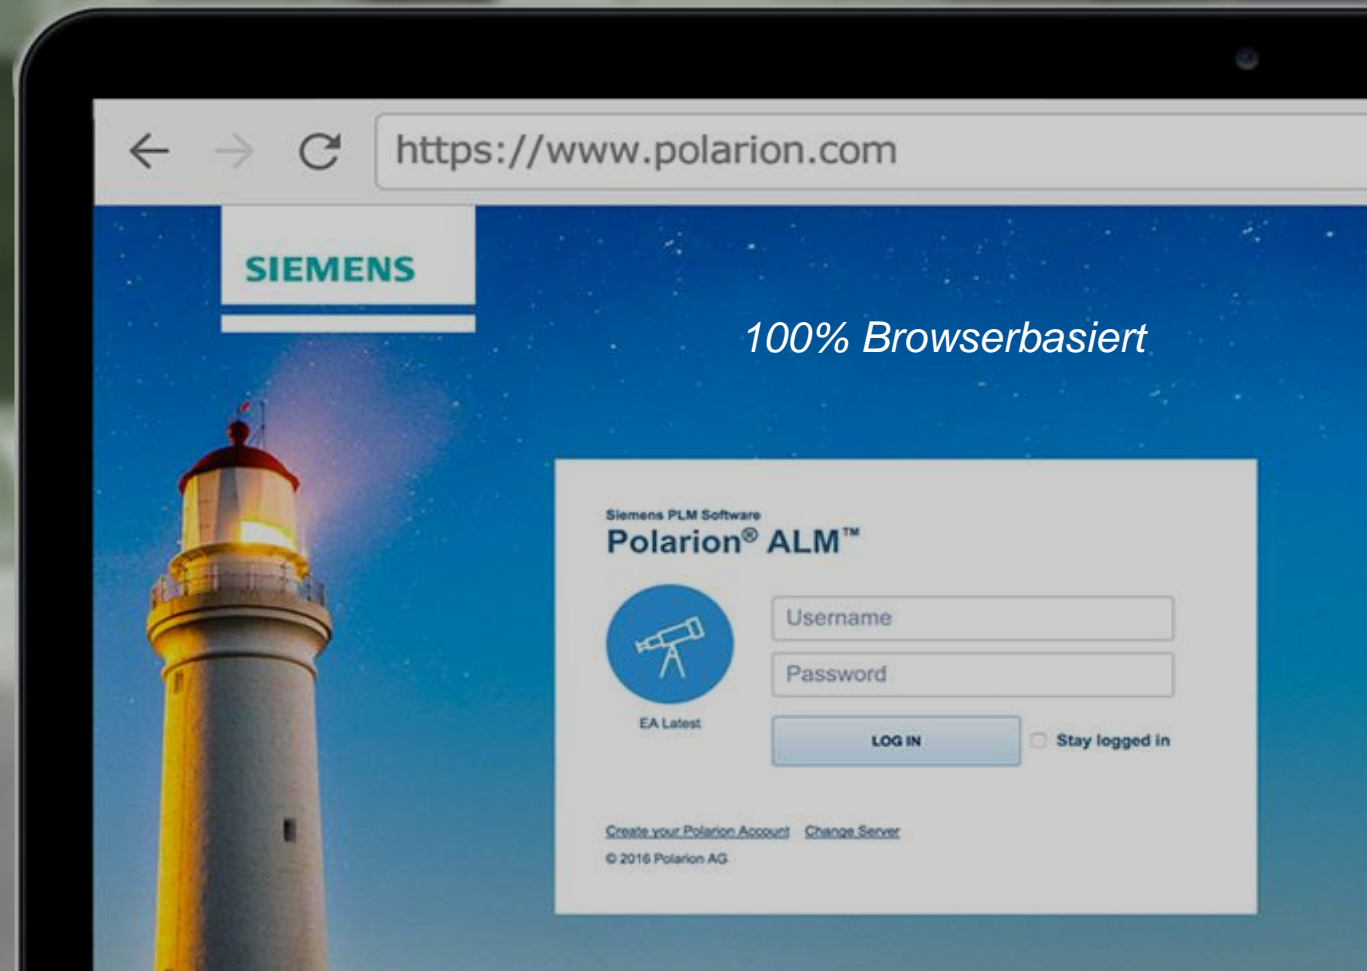 https://www.polarion.com
SIEMENS
100% Browserbasiert
Siemens PLM Software
Polarion® ALM™
Username
Password
EA Latest
LOG IN
Stay logged in
Create your Polarion Account Change Server
© 2016 Polarion AG